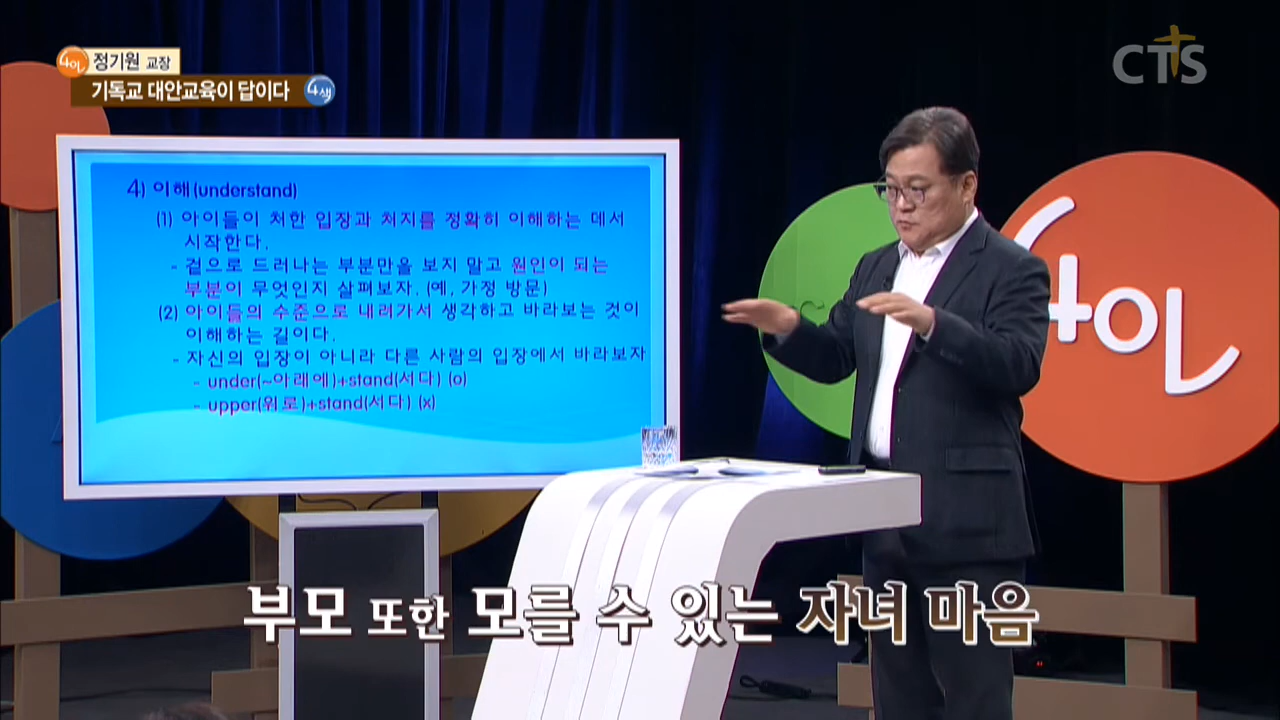 4인 정기원 교장
기독교 대안교육이 답이다 4색
CTS
4) 이해(understand)
(1) 아이들이 처한 입장과 처지를 정확히 이해하는 데서
시작한다.
- 겉으로 드러나는 부분만을 보지 말고 원인이 되는
부분이 무엇인지 살펴보자. (예, 가정 방문)
(2) 아이들의 수준으로 내려가서 생각하고 바라보는 것이
이해하는 길이다.
- 자신의 입장이 아니라 다른 사람의 입장에서 바라보자
- under(~아래에)+stand(서다) (o)
- upper(위로)+stand(서다) (x)
4인
부모 또한 모를 수 있는 자녀 마음